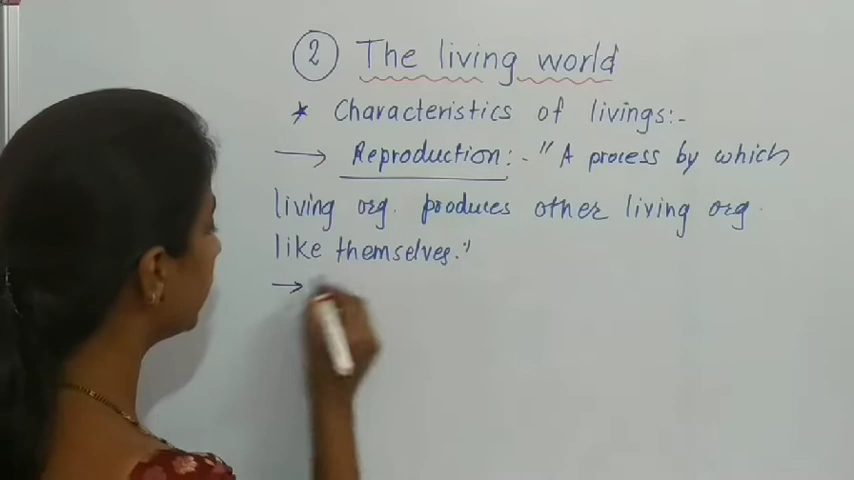 ② The living world
* Characteristics of livings:-
→ Reproduction:- "A process by which
living org. produces other living org.
like themselves."
→